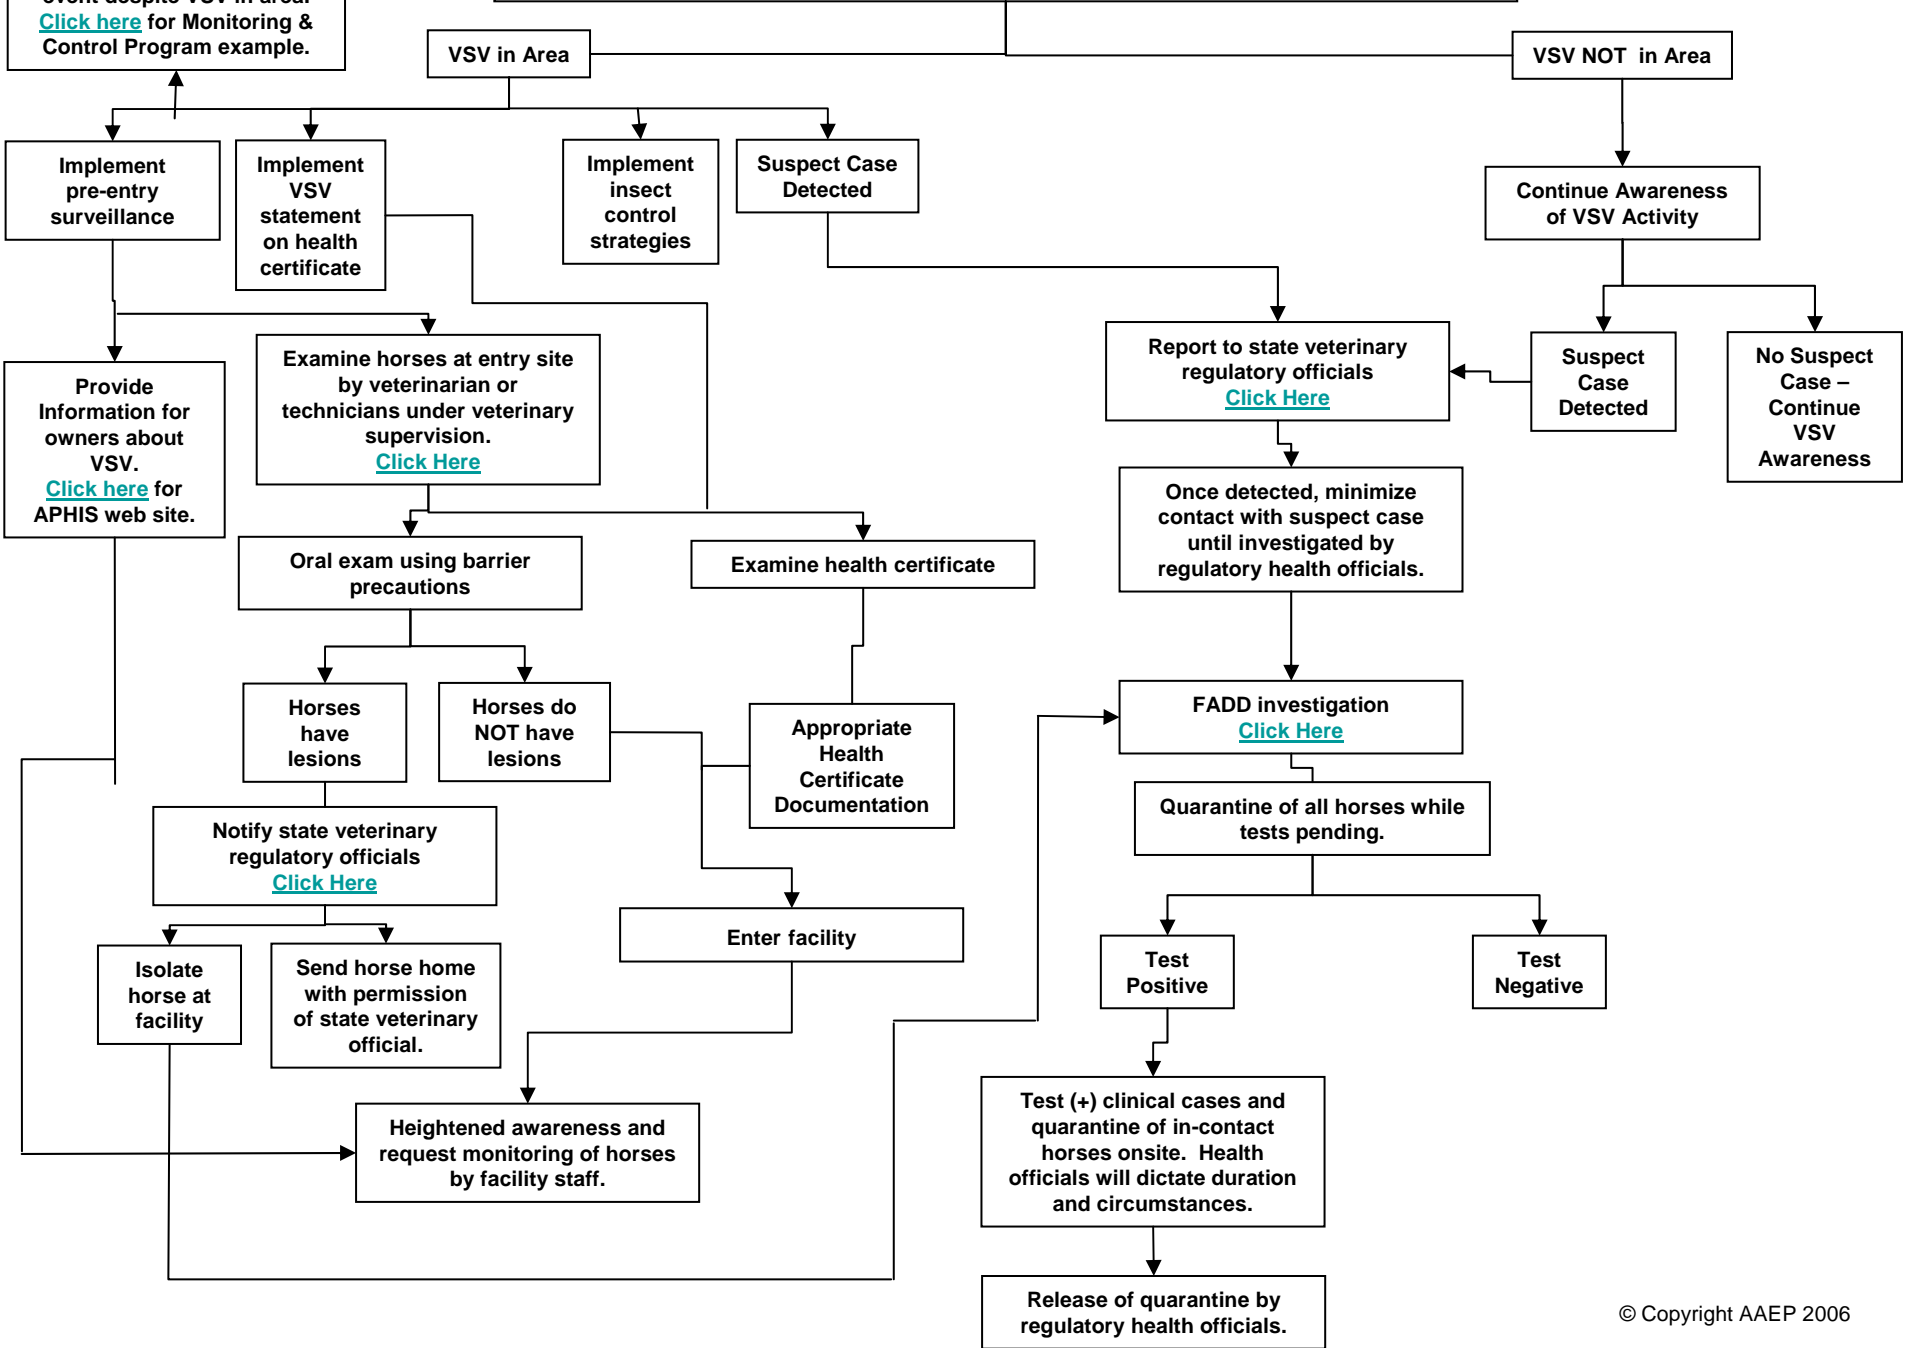 event despite VSV in area.
Click here for Monitoring &
Control Program example.
VSV in Area
VSV NOT  in Area
Implement
pre-entry
surveillance
Implement
VSV
statement
on health
certificate
Implement
insect
control
strategies
Suspect Case
Detected
Continue Awareness
of VSV Activity
Provide
Information for
owners about
VSV.
Click here for
APHIS web site.
Examine horses at entry site
by veterinarian or
technicians under veterinary
supervision.
Click Here
Report to state veterinary
regulatory officials
Click Here
Suspect
Case
Detected
No Suspect
Case –
Continue
VSV
Awareness
Once detected, minimize
contact with suspect case
until investigated by
regulatory health officials.
Oral exam using barrier
precautions
Examine health certificate
Horses
have
lesions
Horses do
NOT have
lesions
Appropriate
Health
Certificate
Documentation
FADD investigation
Click Here
Notify state veterinary
regulatory officials
Click Here
Quarantine of all horses while
tests pending.
Isolate
horse at
facility
Send horse home
with permission
of state veterinary
official.
Enter facility
Test
Positive
Test
Negative
Heightened awareness and
request monitoring of horses
by facility staff.
Test (+) clinical cases and
quarantine of in-contact
horses onsite.  Health
officials will dictate duration
and circumstances.
Release of quarantine by
regulatory health officials.
© Copyright AAEP 2006